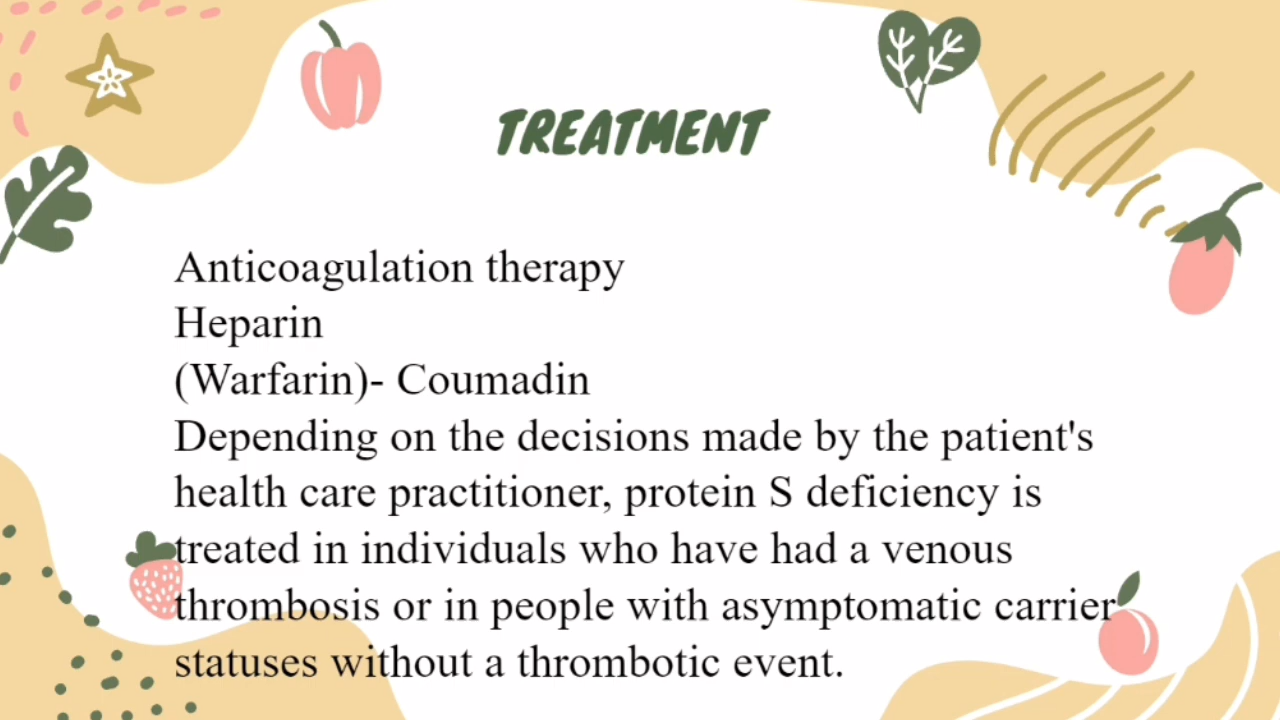 TREATMENT
Anticoagulation therapy
Heparin
(Warfarin)- Coumadin
Depending on the decisions made by the patient's
health care practitioner, protein S deficiency is
treated in individuals who have had a venous
thrombosis or in people with asymptomatic carrier
statuses without a thrombotic event.